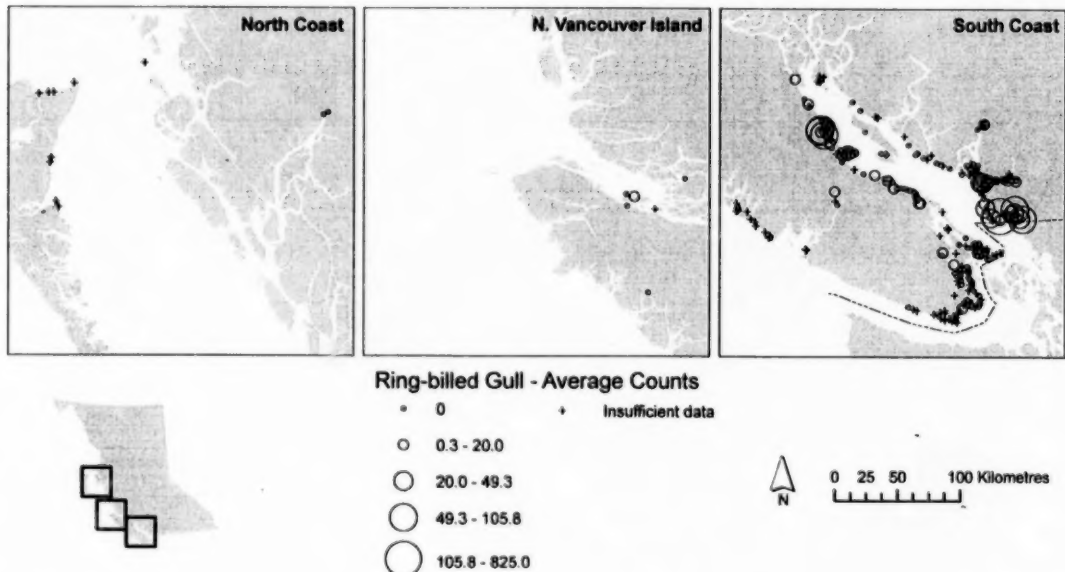 North Coast
N. Vancouver Island
South Coast
Ring-billed Gull - Average Counts
0
Insufficient data
0.3 - 20.0
20.0 - 49.3
49.3 - 105.8
105.8 - 825.0
N
0 25 50 100 Kilometres